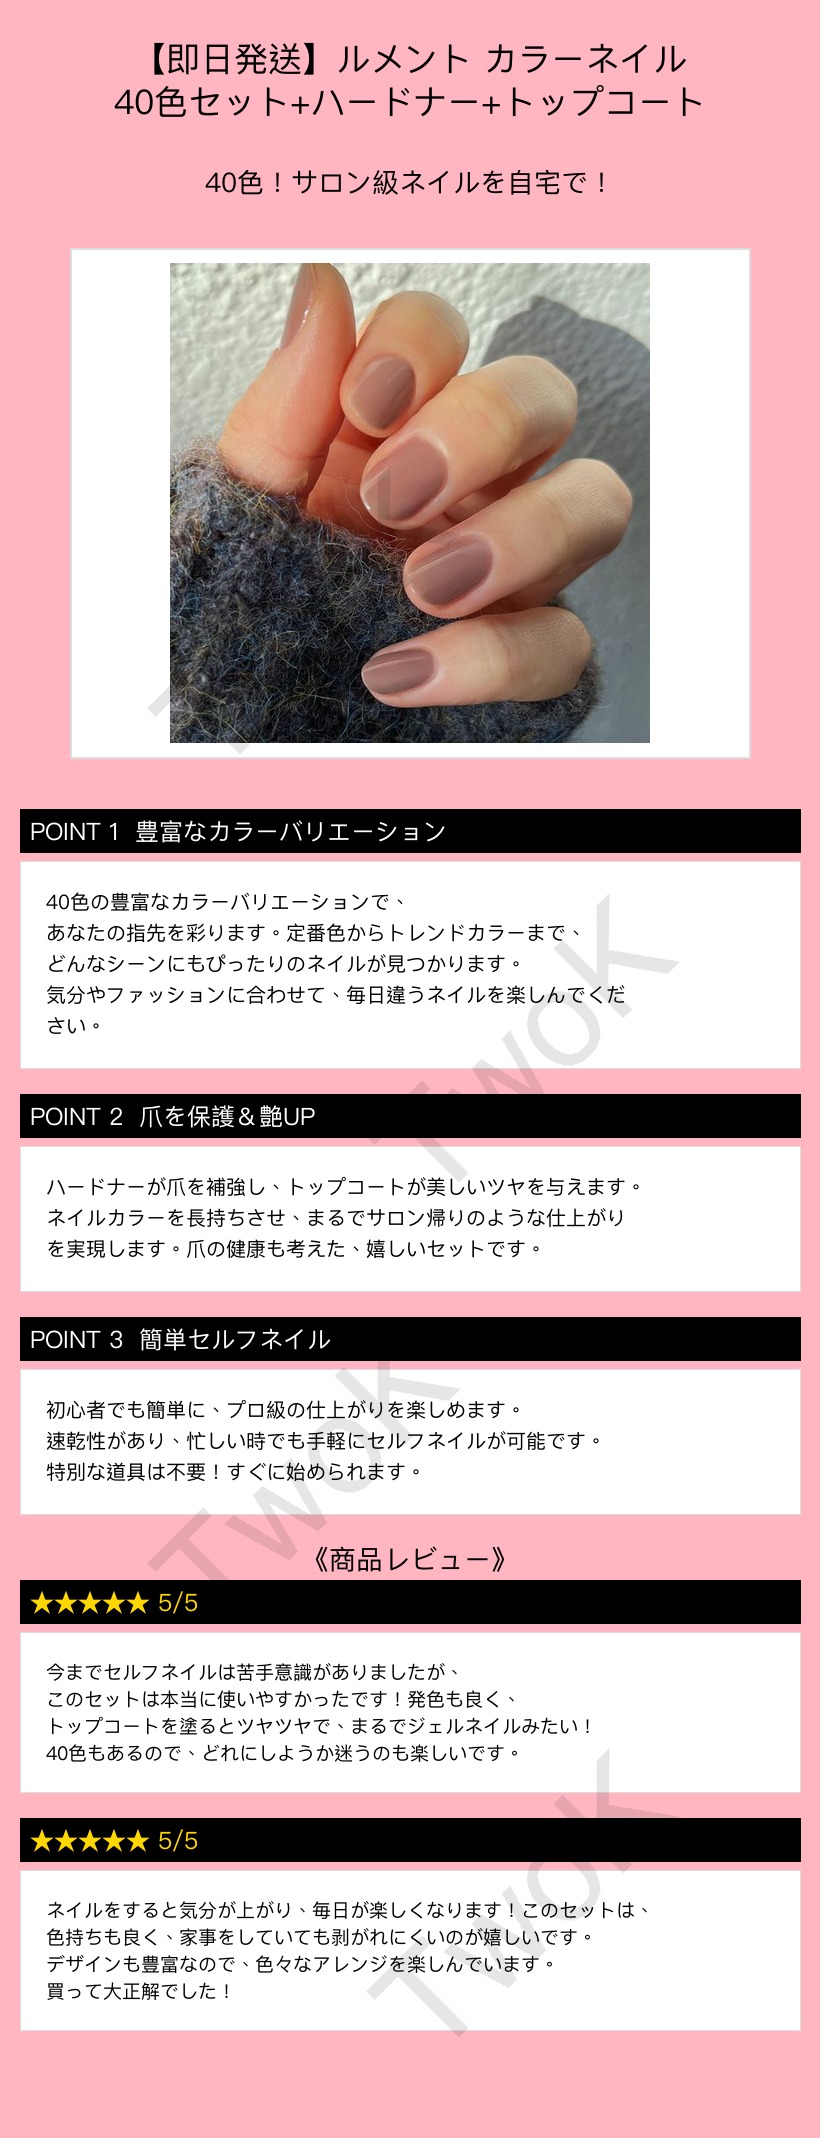 【即日発送】ルメント カラーネイル
40色セット+ハードナー+トップコート
40色！サロン級ネイルを自宅で！
POINT 1 豊富なカラーバリエーション
40色の豊富なカラーバリエーションで、
あなたの指先を彩ります。定番色からトレンドカラーまで、
どんなシーンにもぴったりのネイルが見つかります。
気分やファッションに合わせて、毎日違うネイルを楽しんでくだ
さい。
POINT 2 爪を保護＆艶UP
ハードナーが爪を補強し、トップコートが美しいツヤを与えます。
ネイルカラーを長持ちさせ、まるでサロン帰りのような仕上がり
を実現します。爪の健康も考えた、嬉しいセットです。
POINT 3 簡単セルフネイル
初心者でも簡単に、プロ級の仕上がりを楽しめます。
速乾性があり、忙しい時でも手軽にセルフネイルが可能です。
特別な道具は不要！すぐに始められます。
《商品レビュー》
★★★★★ 5/5
今までセルフネイルは苦手意識がありましたが、
このセットは本当に使いやすかったです！発色も良く、
トップコートを塗るとツヤツヤで、まるでジェルネイルみたい！
40色もあるので、どれにしようか迷うのも楽しいです。
★★★★★ 5/5
ネイルをすると気分が上がり、毎日が楽しくなります！このセットは、
色持ちも良く、家事をしていても剥がれにくいのが嬉しいです。
デザインも豊富なので、色々なアレンジを楽しんでいます。
買って大正解でした！
TwoK
TwoK
TwoK